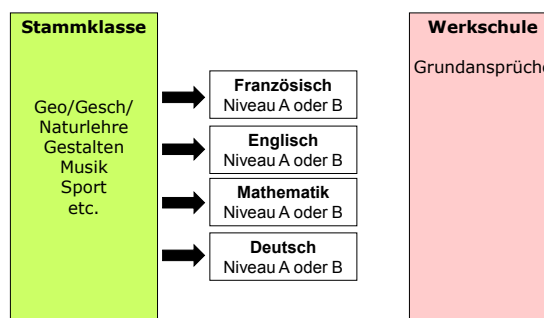 Stammklasse
Geo/Gesch/
Naturlehre
Gestalten
Musik
Sport
etc.
Französisch
Niveau A oder B
Englisch
Niveau A oder B
Mathematik
Niveau A oder B
Deutsch
Niveau A oder B
Werkschule
Grundansprüche